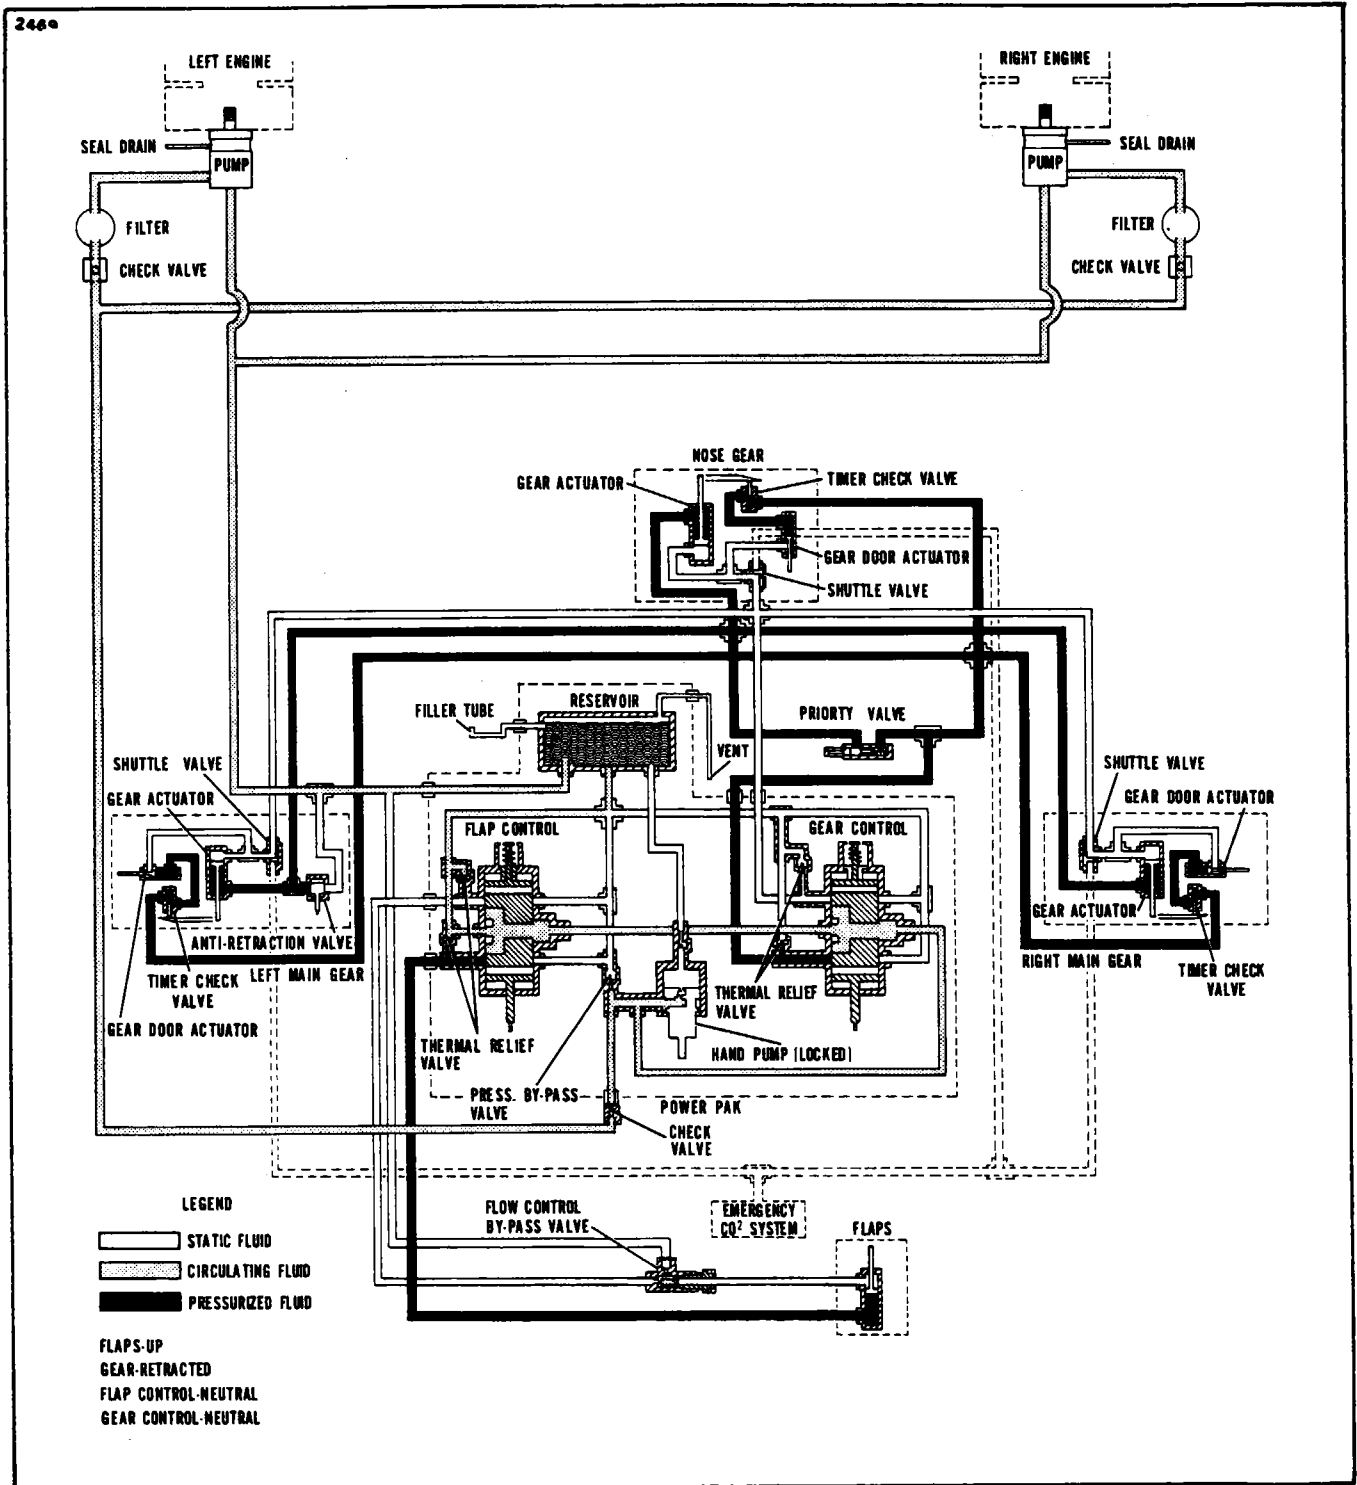 2460
LEFT ENGINE
RIGHT ENGINE
SEAL DRAIN
PUMP
PUMP
SEAL DRAIN
FILTER
FILTER
CHECK VALVE
CHECK VALVE
NOSE GEAR
GEAR ACTUATOR
TIMER CHECK VALVE
GEAR DOOR ACTUATOR
SHUTTLE VALVE
RESERVOIR
FILLER TUBE
PRIORTY VALVE
VENT
SHUTTLE VALVE
SHUTTLE VALVE
GEAR ACTUATOR
GEAR DOOR ACTUATOR
FLAP CONTROL
GEAR CONTROL
GEAR ACTUATOR
ANTI-RETRACTION VALVE
LEFT MAIN GEAR
RIGHT MAIN GEAR
TIMER CHECK
VALVE
TIMER CHECK
VALVE
GEAR DOOR ACTUATOR
THERMAL RELIEF
VALVE
THERMAL RELIEF
VALVE
HAND PUMP (LOCKED)
PRESS. BY-PASS
VALVE
POWER PAK
CHECK
VALVE
LEGEND
FLOW CONTROL
BY-PASS VALVE
EMERGENCY
CO2 SYSTEM
FLAPS
STATIC FLUID
CIRCULATING FLUID
PRESSURIZED FLUID
FLAPS-UP
GEAR-RETRACTED
FLAP CONTROL-NEUTRAL
GEAR CONTROL-NEUTRAL